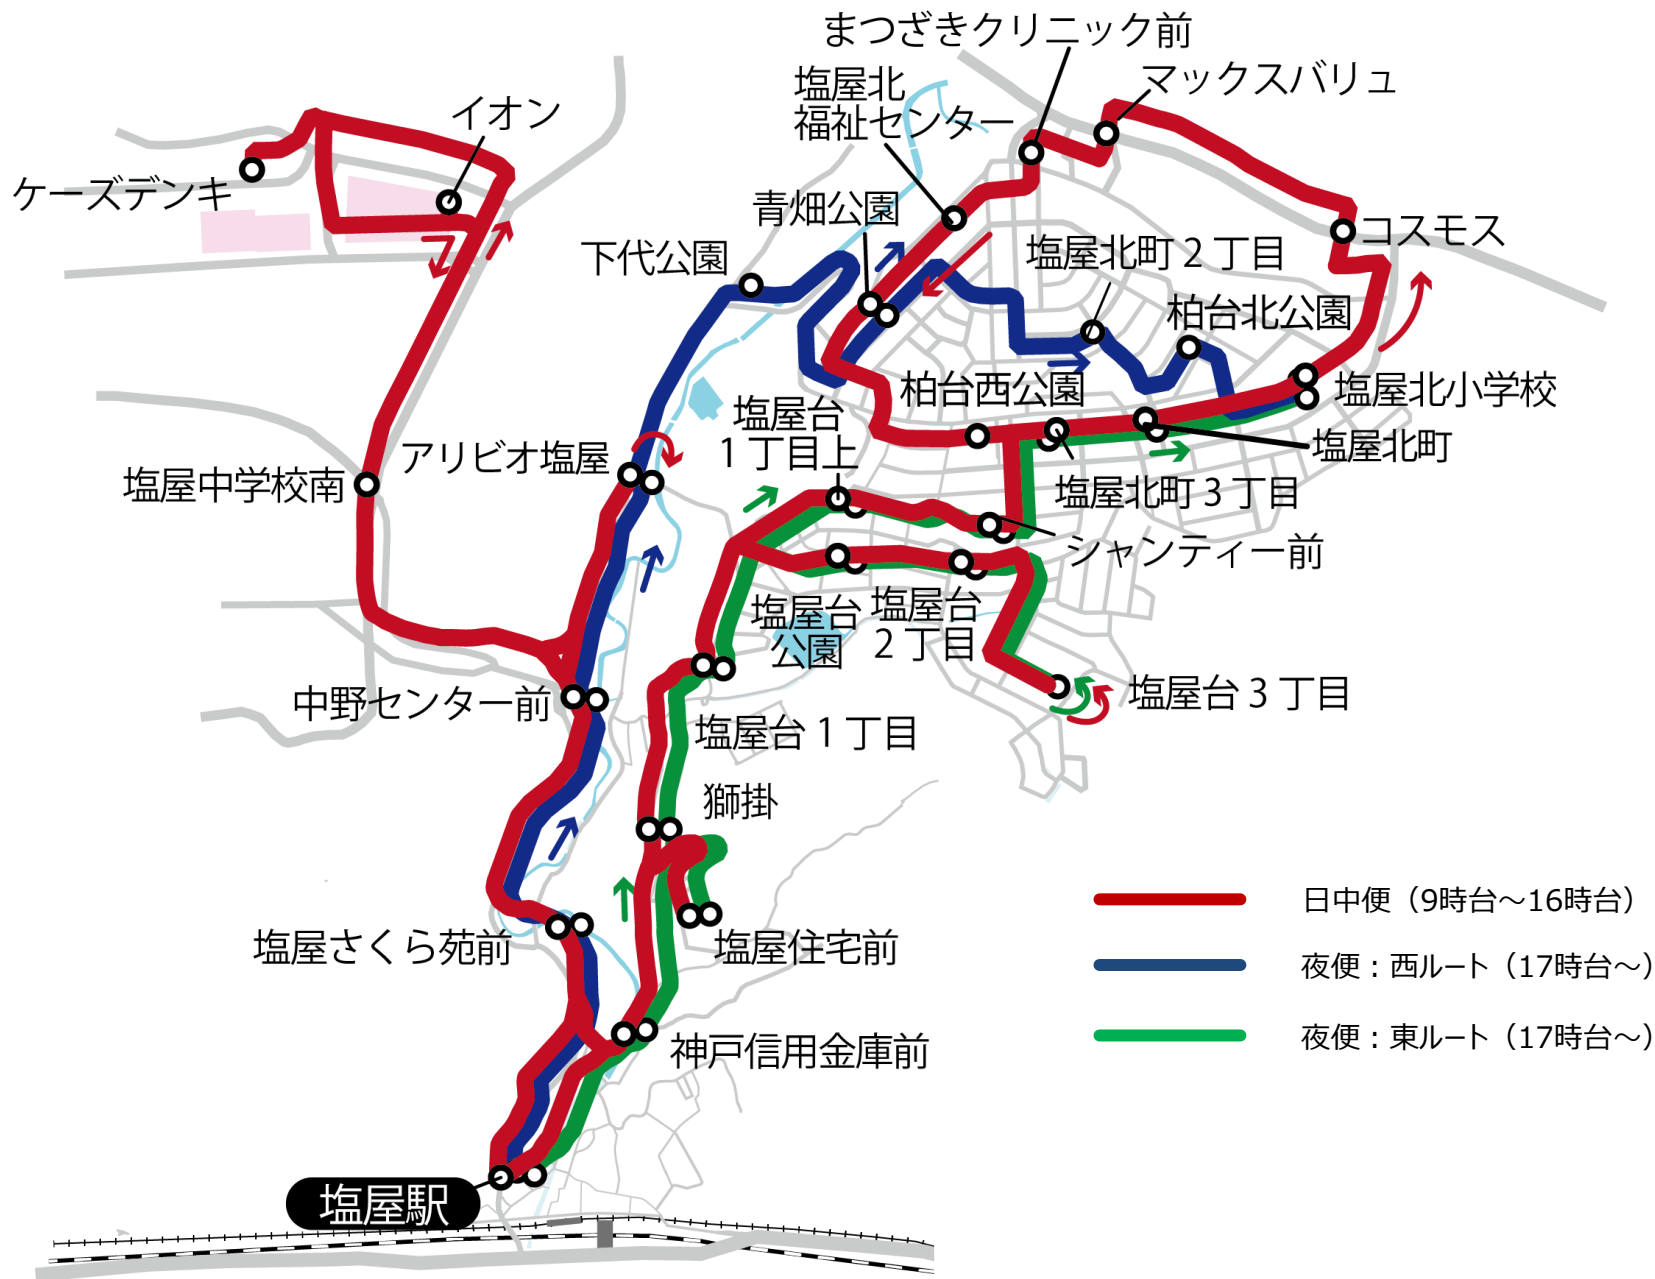 まつざきクリニック前
塩屋北
福祉センター
マックスバリュ
イオン
ケーズデンキ
青畑公園
下代公園
塩屋北町２丁目
コスモス
柏台北公園
柏台西公園
塩屋北小学校
塩屋台
１丁目上
アリビオ塩屋
塩屋北町
塩屋中学校南
塩屋北町３丁目
シャンティー前
塩屋台
公園
塩屋台
２丁目
中野センター前
塩屋台３丁目
塩屋台１丁目
獅掛
塩屋さくら苑前
塩屋住宅前
神戸信用金庫前
塩屋駅
日中便（9時台～16時台）
夜便：西ルート（17時台～）
夜便：東ルート（17時台～）